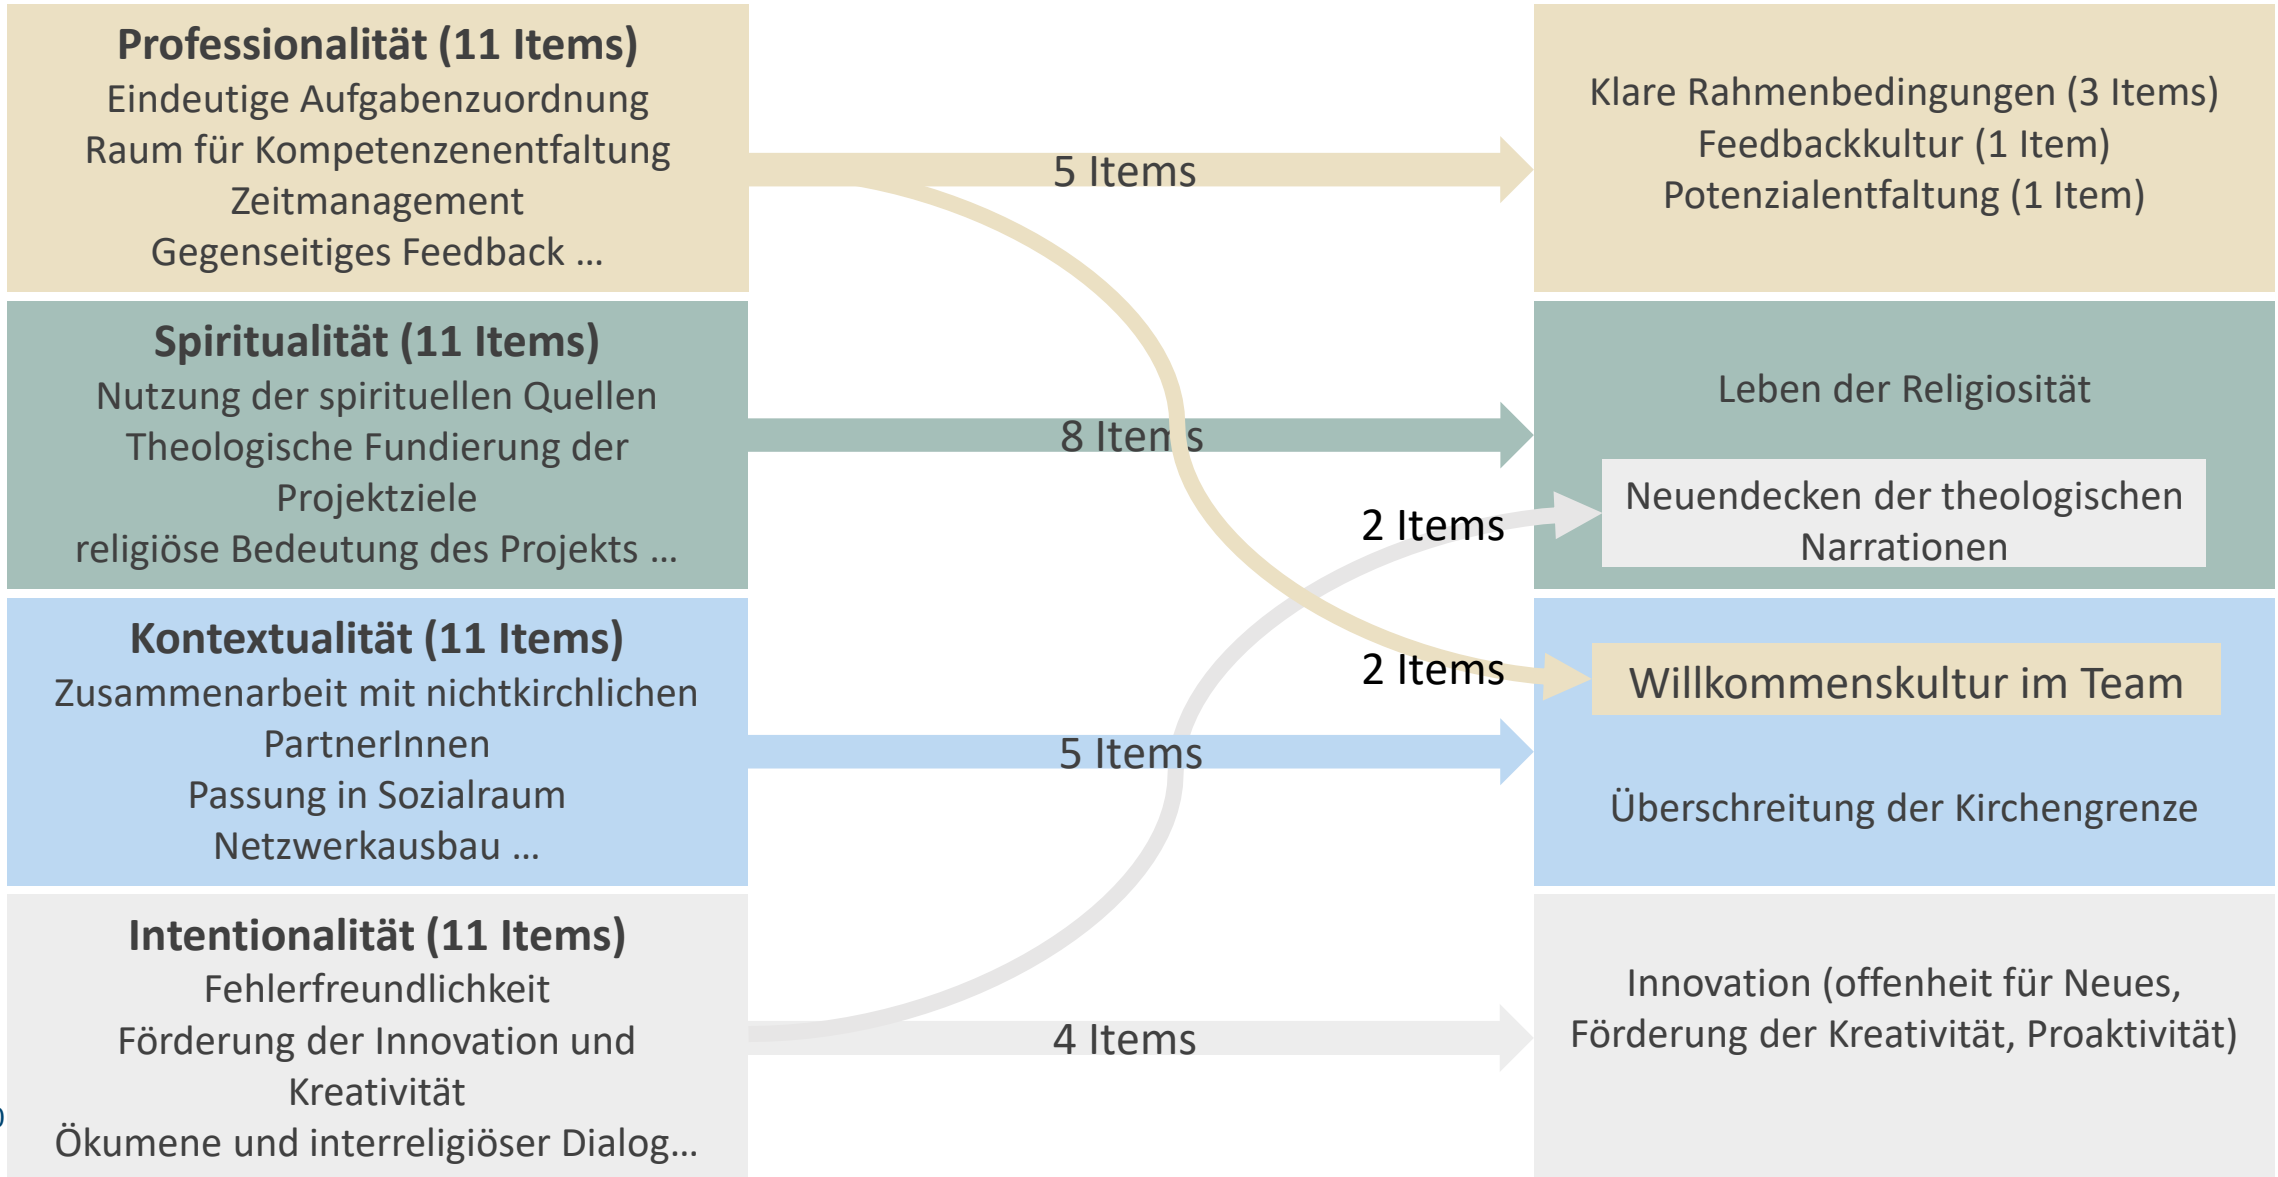 Professionalität (11 Items)
Eindeutige Aufgabenzuordnung
Raum für Kompetenzenentfaltung
Zeitmanagement
Gegenseitiges Feedback ...
5 Items
Klare Rahmenbedingungen (3 Items)
Feedbackkultur (1 Item)
Potenzialentfaltung (1 Item)
Spiritualität (11 Items)
Nutzung der spirituellen Quellen
Theologische Fundierung der
Projektziele
religiöse Bedeutung des Projekts ...
8 Items
2 Items
Leben der Religiosität
Neuendecken der theologischen
Narrationen
Kontextualität (11 Items)
Zusammenarbeit mit nichtkirchlichen
PartnerInnen
Passung in Sozialraum
Netzwerkausbau ...
2 Items
5 Items
Willkommenskultur im Team
Überschreitung der Kirchengrenze
Intentionalität (11 Items)
Fehlerfreundlichkeit
Förderung der Innovation und
Kreativität
Ökumene und interreligiöser Dialog...
4 Items
Innovation (offenheit für Neues,
Förderung der Kreativität, Proaktivität)